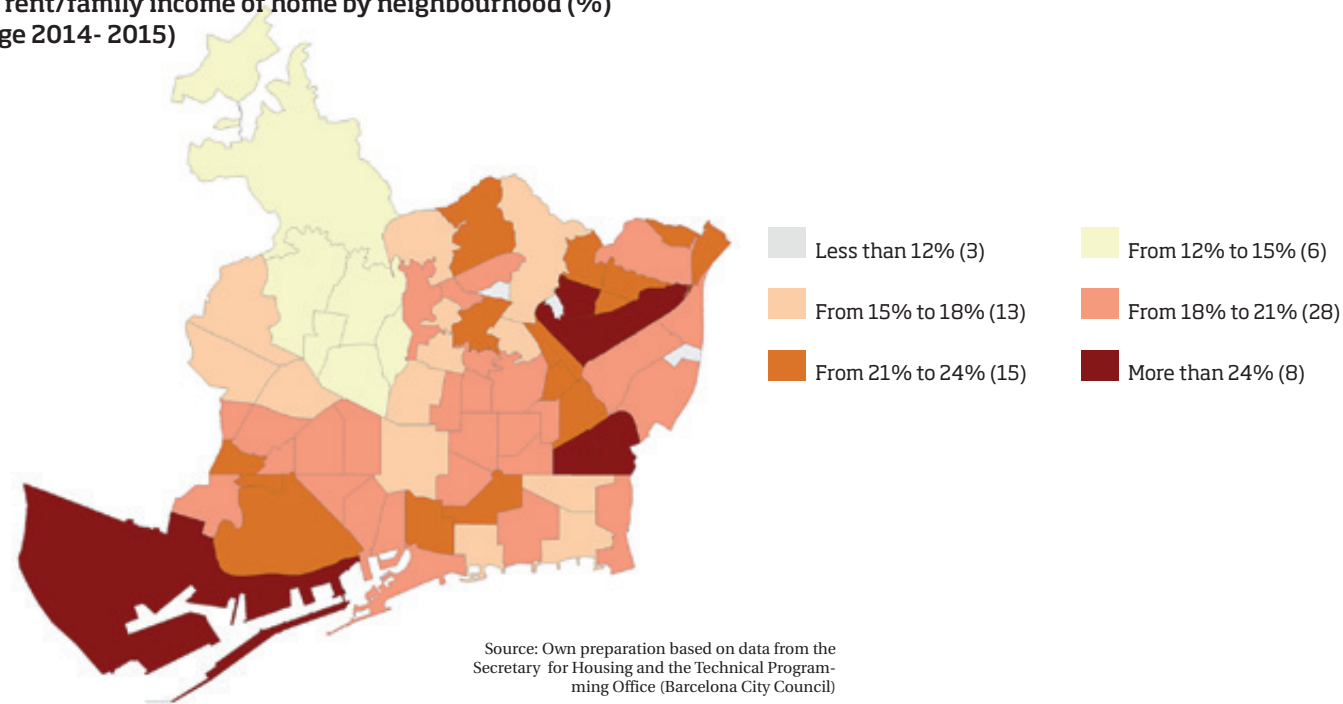 rent/family income of home by neighbourhood (%)
ge 2014- 2015)
Less than 12% (3)
From 12% to 15% (6)
From 15% to 18% (13)
From 18% to 21% (28)
From 21% to 24% (15)
More than 24% (8)
Source: Own preparation based on data from the
Secretary for Housing and the Technical Program-
ming Office (Barcelona City Council)